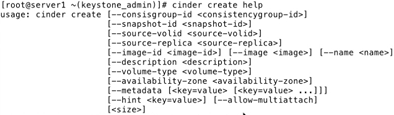 [root@server1 ~(keystone_admin)]# cinder create help
usage: cinder create [--consisgroup-id <consistencygroup-id>]
[--snapshot-id <snapshot-id>]
[--source-volid <source-volid>]
[--source-replica <source-replica>]
[--image-id <image-id>] [--image <image>] [--name <name>]
[--description <description>]
[--volume-type <volume-type>]
[--availability-zone <availability-zone>]
[--metadata [<key=value> [<key=value> ...]]]
[--hint <key=value>] [--allow-multiattach]
[<size>]